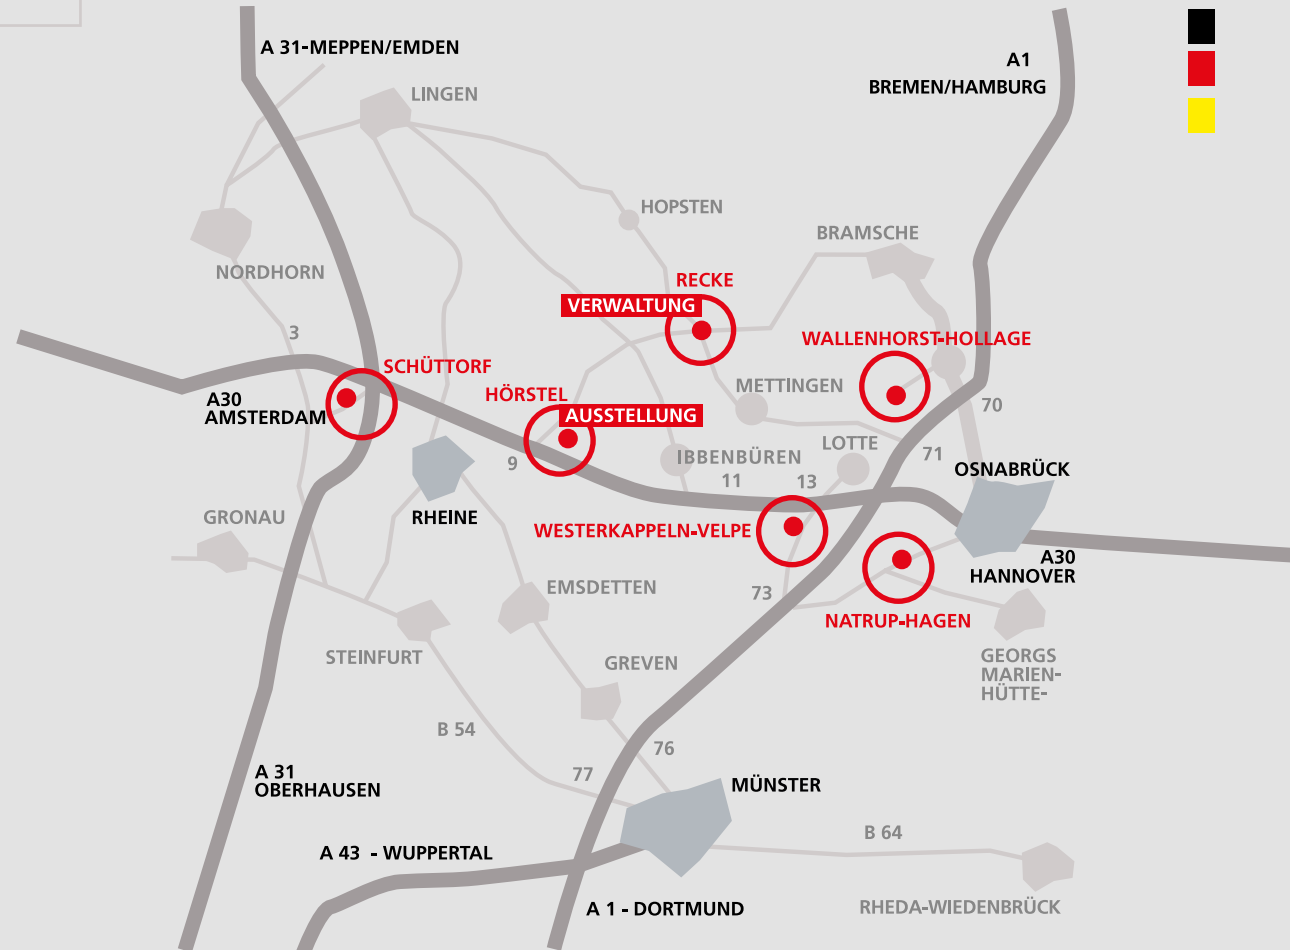 A 31-MEPPEN/EMDEN
A1
BREMEN/HAMBURG
LINGEN
HOPSTEN
BRAMSCHE
NORDHORN
RECKE
VERWALTUNG
3
WALLENHORST-HOLLAGE
SCHÜTTORF
HÖRSTEL
METTINGEN
A30
AMSTERDAM
AUSSTELLUNG
70
LOTTE
71
IBBENBÜREN
9
OSNABRÜCK
11
13
GRONAU
RHEINE
WESTERKAPPELN-VELPE
A30
HANNOVER
EMSDETTEN
73
NATRUP-HAGEN
STEINFURT
GREVEN
GEORGS
MARIEN-
HÜTTE-
B 54
76
77
A 31
OBERHAUSEN
MÜNSTER
B 64
A 43 - WUPPERTAL
A 1 - DORTMUND
RHEDA-WIEDENBRÜCK